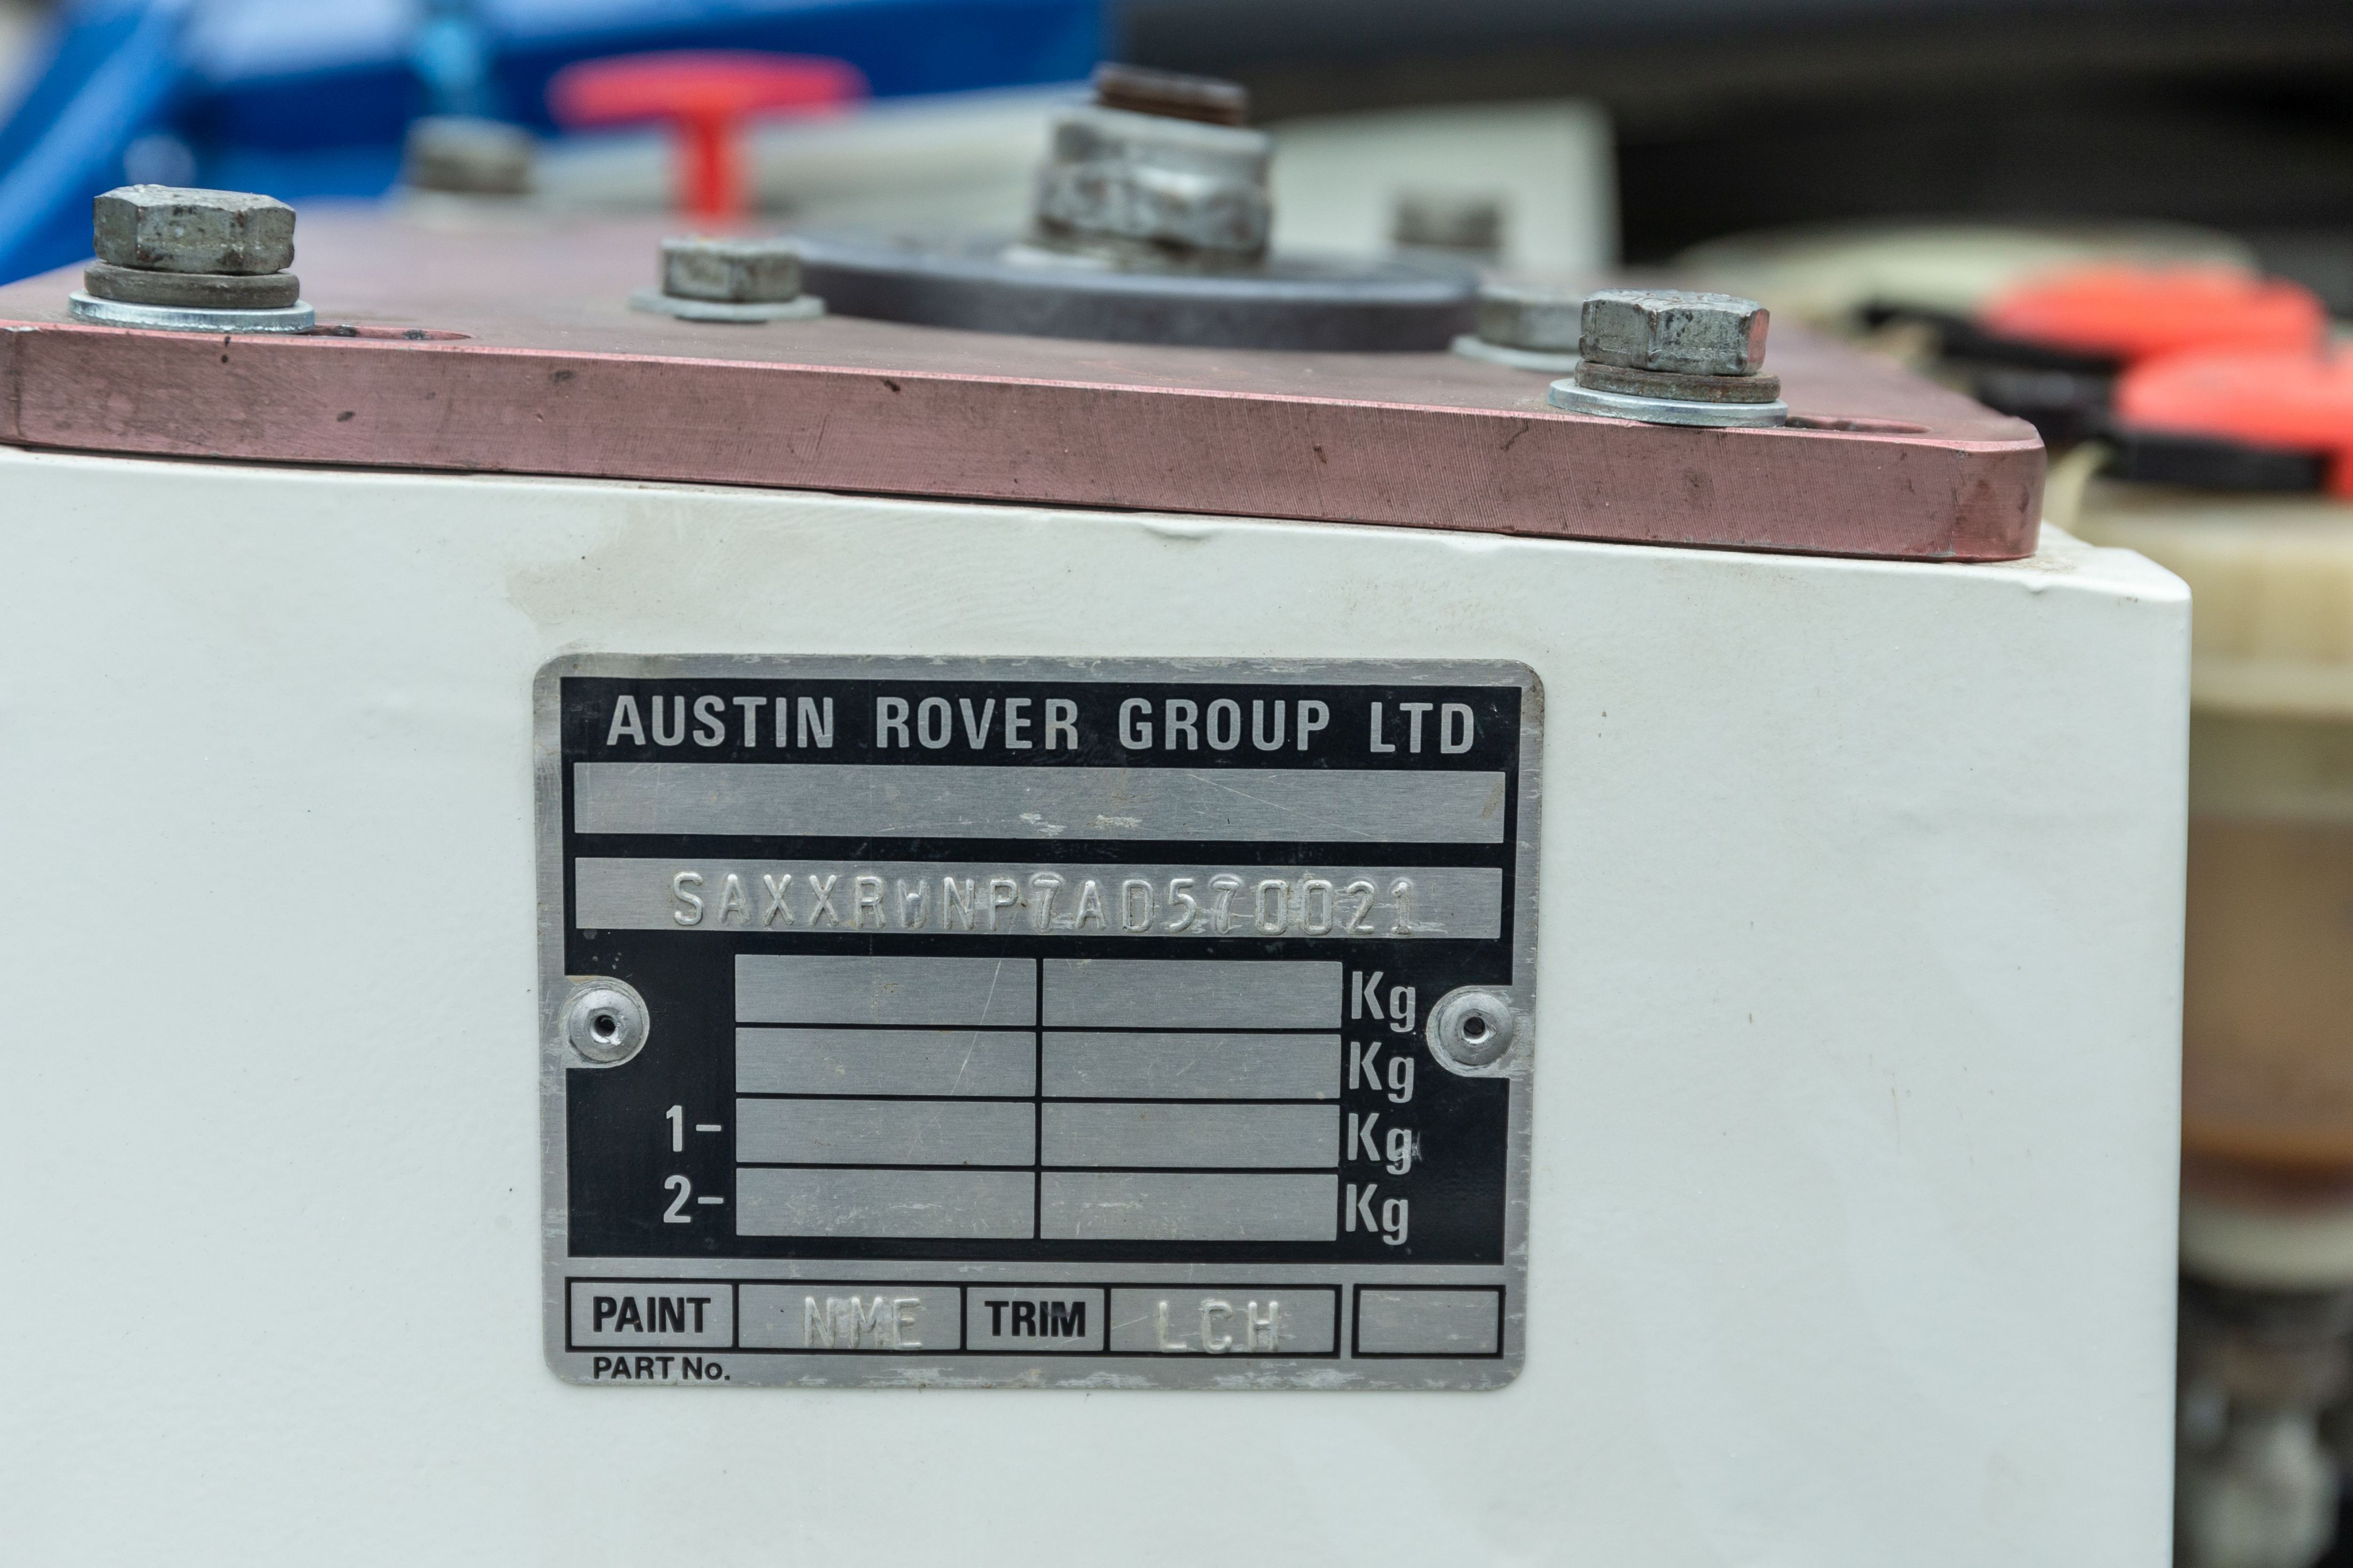 AUSTIN ROVER GROUP LTD
SAXXRWNP7AD570021
Kg
Kg
1- Kg
2- Kg
PAINT NME TRIM LCH
PART No.